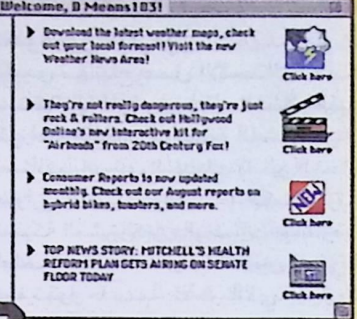 Welcome, B Means103!
Download the latest weather maps, check
out your local forecast! Visit the new
Weather News Area!
Click here
They're not really dangerous, they're just
rock & rollers. Check out Hollywood
Online's new interactive kit for
"Airheads" from 20th Century Fox!
Click here
Consumer Reports is now updated
monthly. Check out our August reports on
hybrid bikes, toasters, and more.
NOW
Click here
TOP NEWS STORY: MITCHELL'S HEALTH
REFORM PLAN GETS AIRING ON SENATE
FLOOR TODAY
Click here